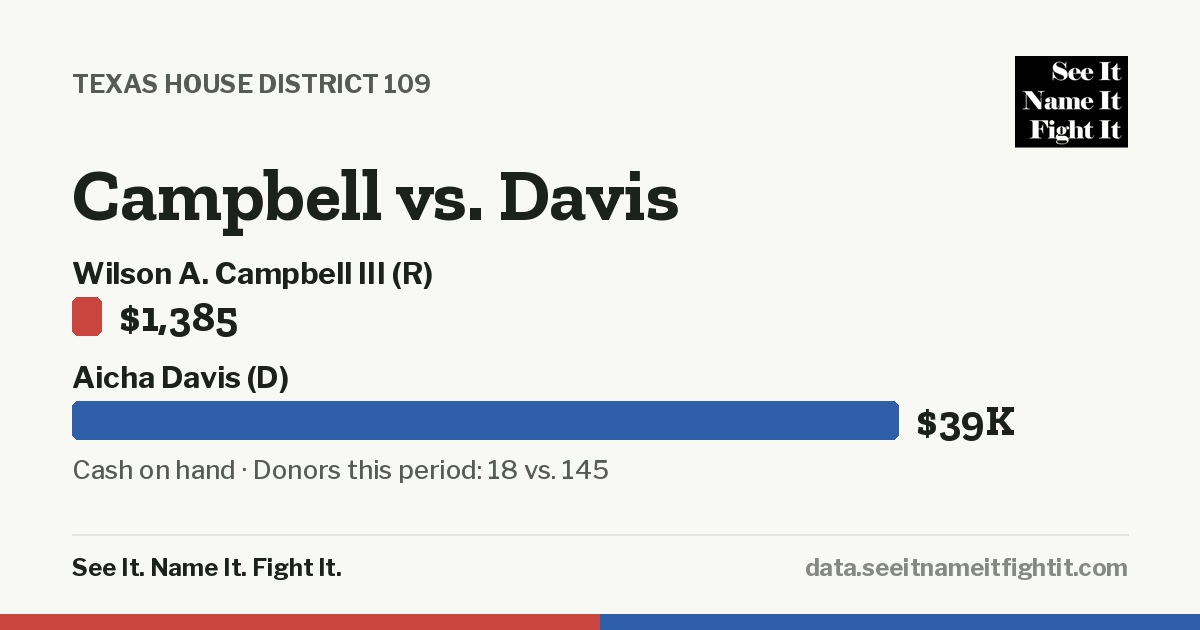 TEXAS HOUSE DISTRICT 109
See It
Name It
Fight It
Campbell vs. Davis
Wilson A. Campbell III (R)
$1,385
Aicha Davis (D)
$39K
Cash on hand · Donors this period: 18 vs. 145
See It. Name It. Fight It.
data.seeitnameitfightit.com